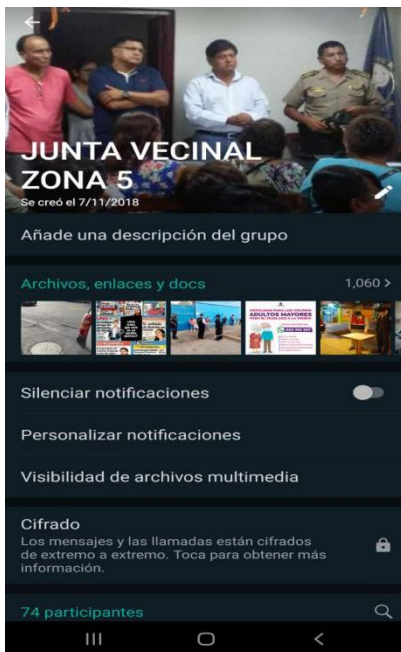 JUNTA VECINAL
ZONA 5
Se creó el 7/11/2018
Añade una descripción del grupo
Archivos, enlaces y docs
1,060 >
ADULTOS MAYORES
Silenciar notificaciones
Personalizar notificaciones
Visibilidad de archivos multimedia
Cifrado
Los mensajes y las llamadas están cifrados
de extremo a extremo. Toca para obtener más
información.
74 participantes